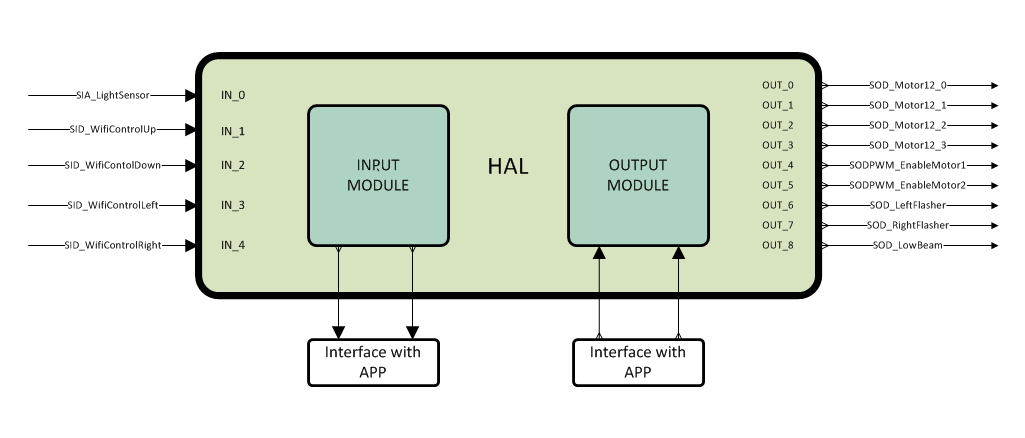 SIA_LightSensor
IN_0
SID_WifiControlUp
IN_1
SID_WifiContolDown
IN_2
SID_WifiControlLeft
IN_3
SID_WifiControlRight
IN_4
INPUT
MODULE
HAL
OUTPUT
MODULE
OUT_0
SOD_Motor12_0
OUT_1
SOD_Motor12_1
OUT_2
SOD_Motor12_2
OUT_3
SOD_Motor12_3
OUT_4
SODPWM_EnableMotor1
OUT_5
SODPWM_EnableMotor2
OUT_6
SOD_LeftFlasher
OUT_7
SOD_RightFlasher
OUT_8
SOD_LowBeam
Interface with
APP
Interface with
APP